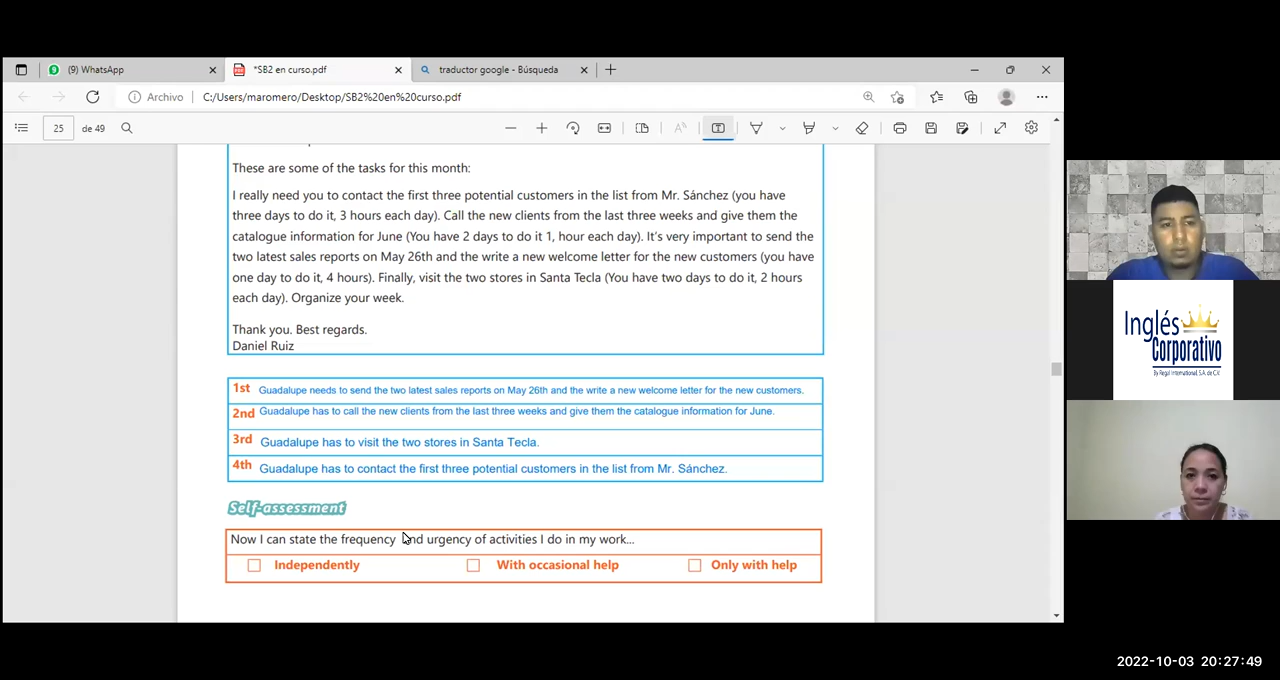 (9) WhatsApp
*SB2 en curso.pdf
traductor google - Búsqueda
Archivo
C:/Users/maromero/Desktop/SB2%20en%20curso.pdf
25
de 49
These are some of the tasks for this month:
I really need you to contact the first three potential customers in the list from Mr. Sánchez (you have
three days to do it, 3 hours each day). Call the new clients from the last three weeks and give them the
catalogue information for June (You have 2 days to do it 1, hour each day). It's very important to send the
two latest sales reports on May 26th and the write a new welcome letter for the new customers (you have
one day to do it, 4 hours). Finally, visit the two stores in Santa Tecla (You have two days to do it, 2 hours
each day). Organize your week.
Thank you. Best regards.
Daniel Ruiz
1st Guadalupe needs to send the two latest sales reports on May 26th and the write a new welcome letter for the new customers.
2nd Guadalupe has to call the new clients from the last three weeks and give them the catalogue information for June.
3rd Guadalupe has to visit the two stores in Santa Tecla.
4th Guadalupe has to contact the first three potential customers in the list from Mr. Sánchez.
Self-assessment
Now I can state the frequency and urgency of activities I do in my work...
Independently
With occasional help
Only with help
Inglés
Corporativo
By Regal International, S.A. de C.V.
2022-10-03 20:27:49